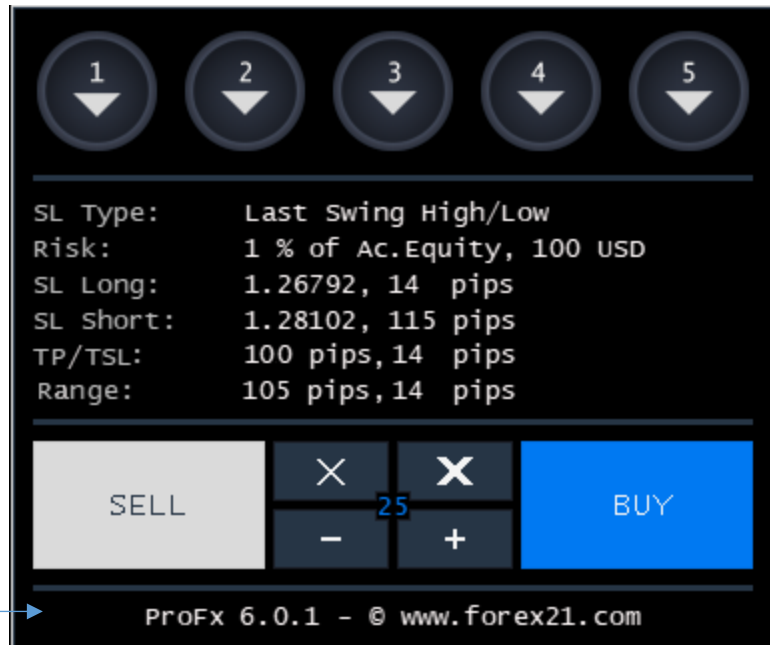 1 2 3 4 5
SL Type: Last Swing High/Low
Risk: 1 % of Ac.Equity, 100 USD
SL Long: 1.26792, 14 pips
SL Short: 1.28102, 115 pips
TP/TSL: 100 pips,14 pips
Range: 105 pips,14 pips
SELL 25 BUY
ProFx 6.0.1 - © www.forex21.com